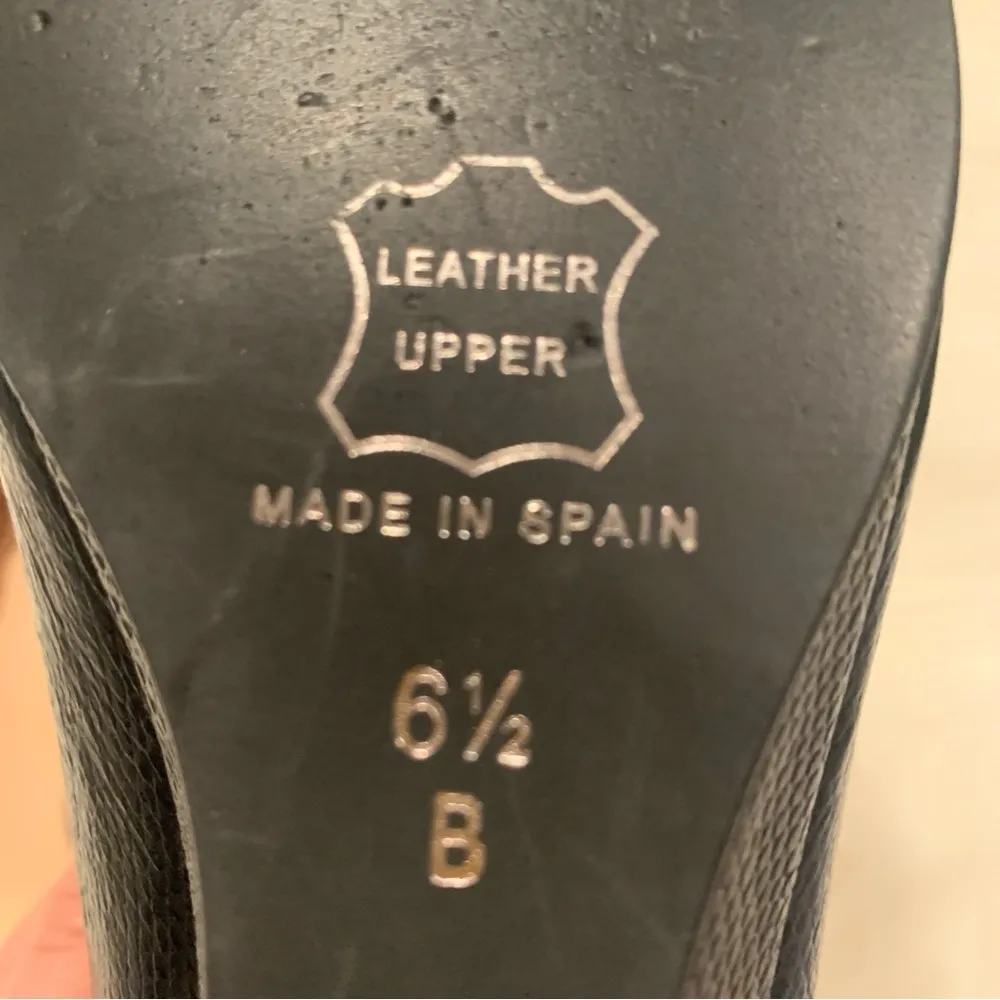 LEATHER
UPPER
MADE IN SPAIN
6½
B